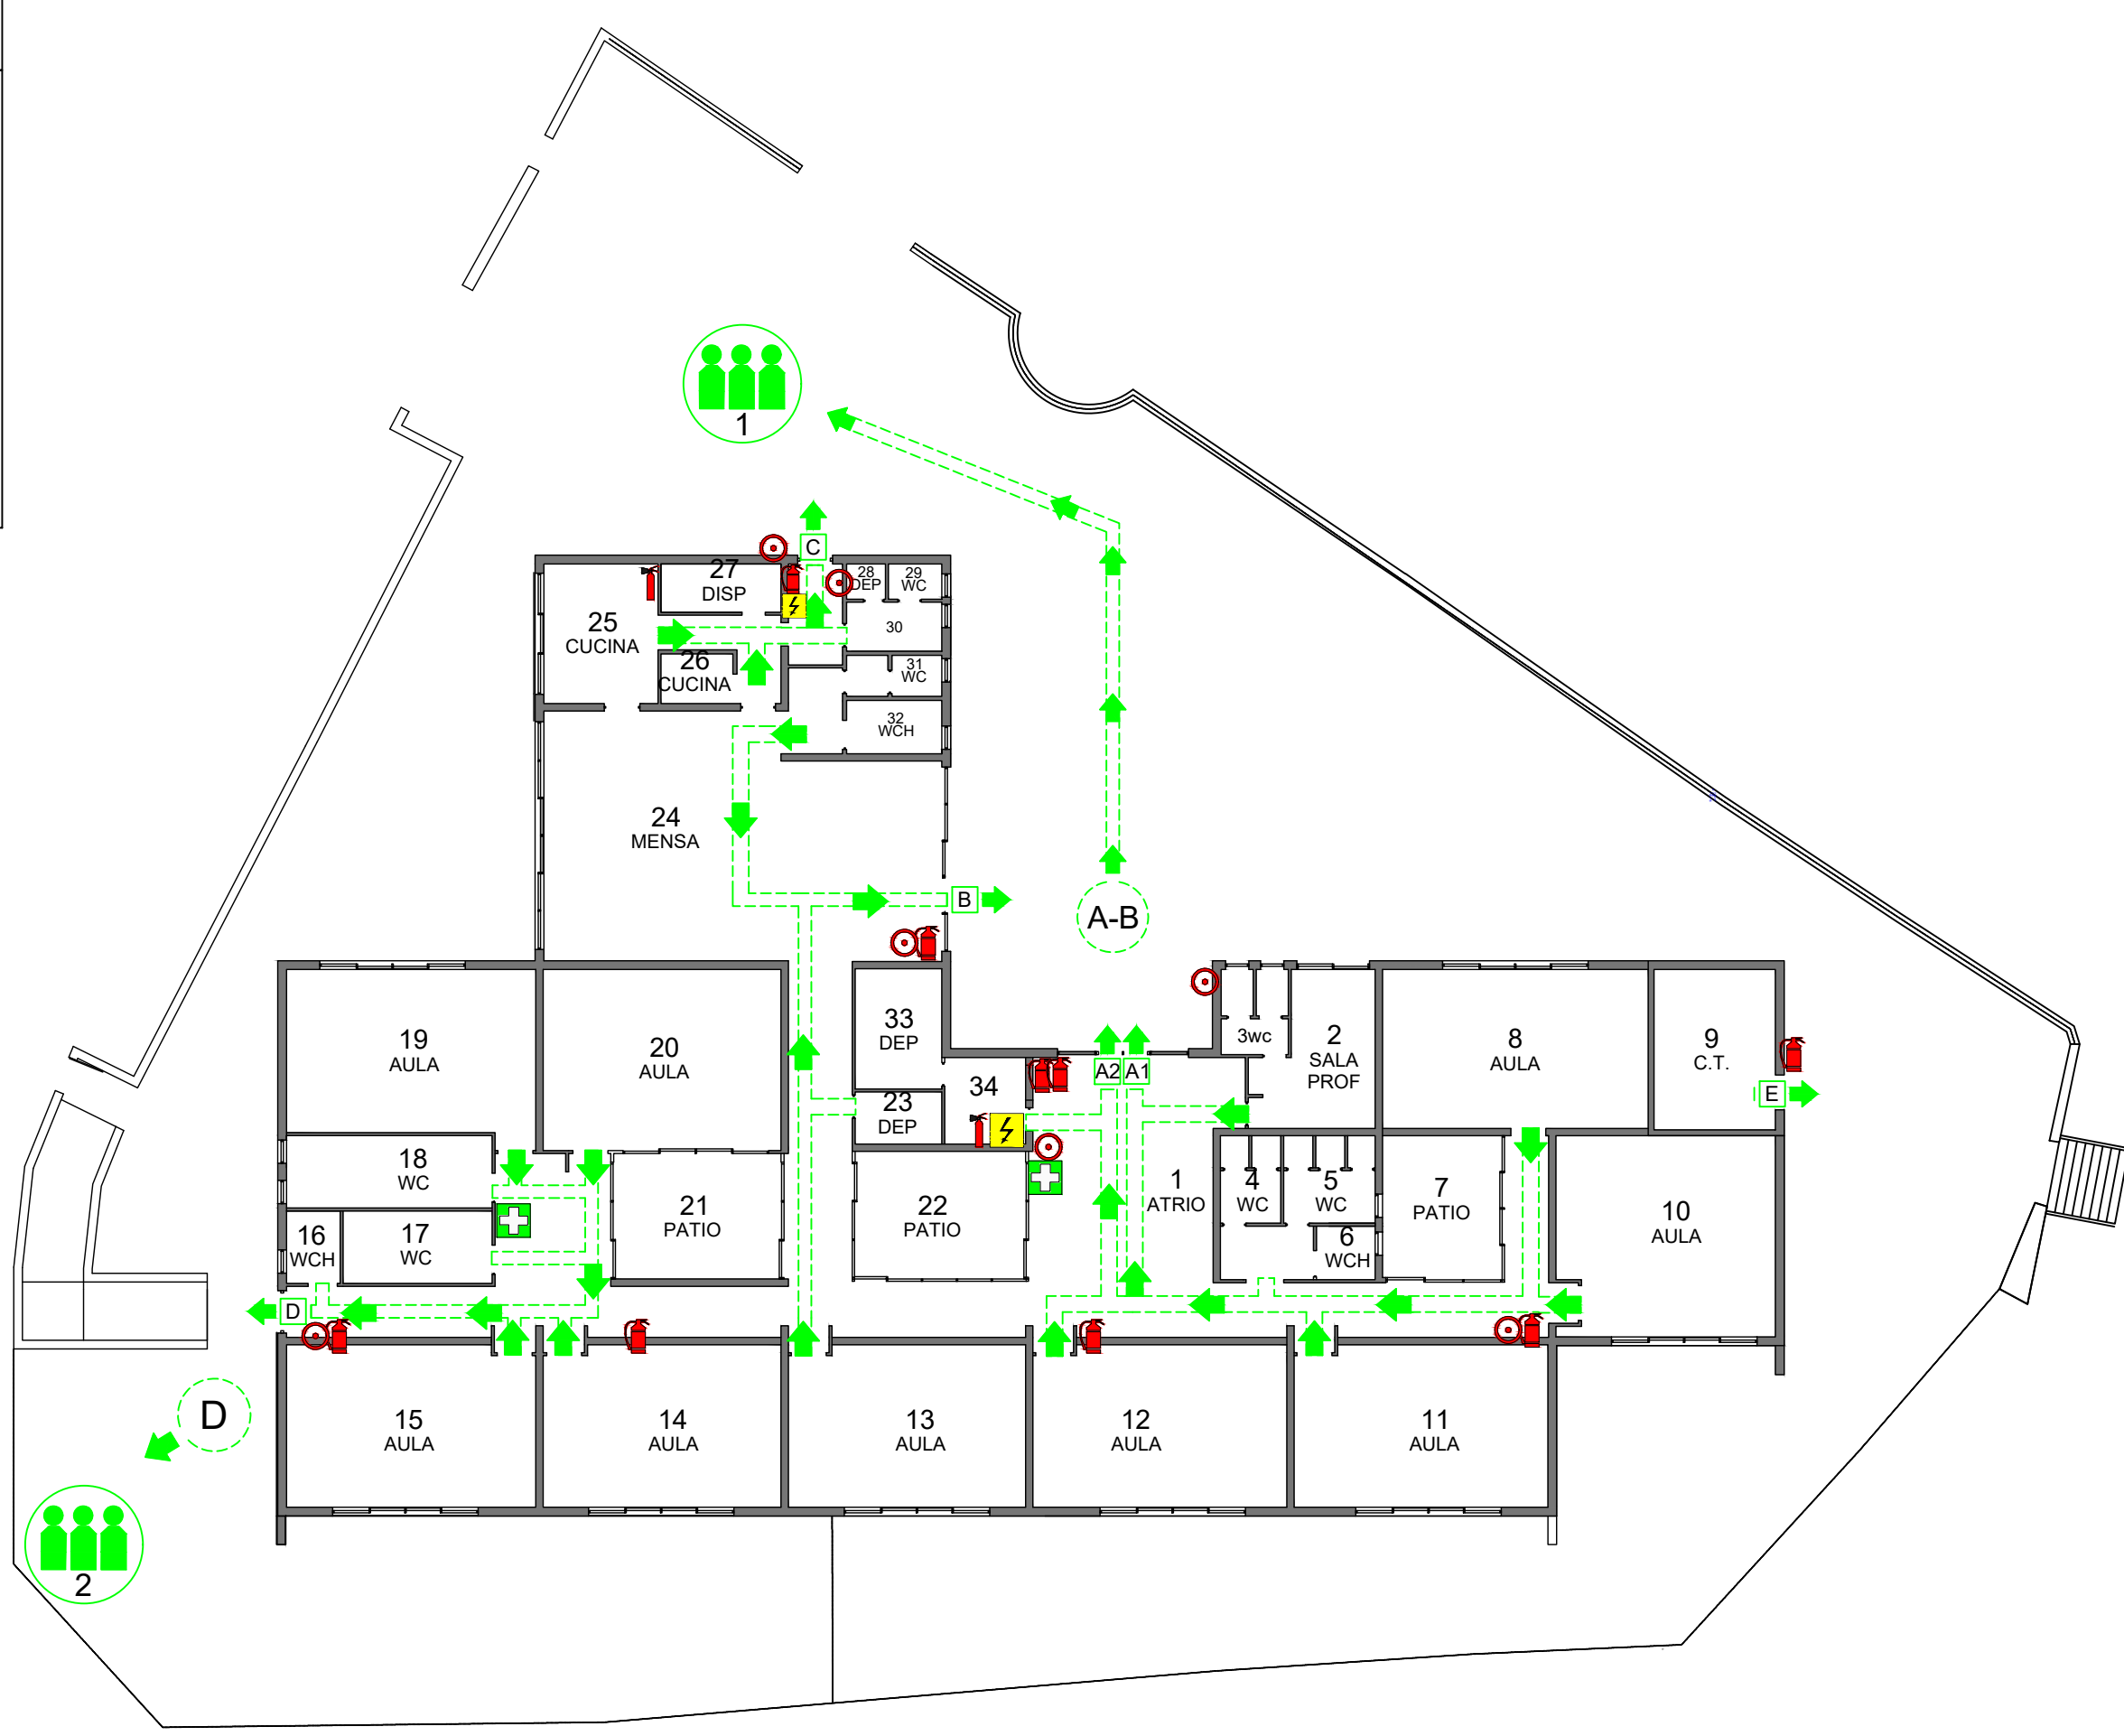 1
C
27
DISP
28
DEP
29
WC
25
CUCINA
30
26
CUCINA
31
WC
32
WCH
24
MENSA
B
A-B
19
AULA
20
AULA
33
DEP
34
23
DEP
A2
A1
3wc
2
SALA
PROF
8
AULA
9
C.T.
E
18
WC
16
WCH
17
WC
21
PATIO
22
PATIO
1
ATRIO
4
WC
5
WC
6
WCH
7
PATIO
10
AULA
D
15
AULA
14
AULA
13
AULA
12
AULA
11
AULA
D
2